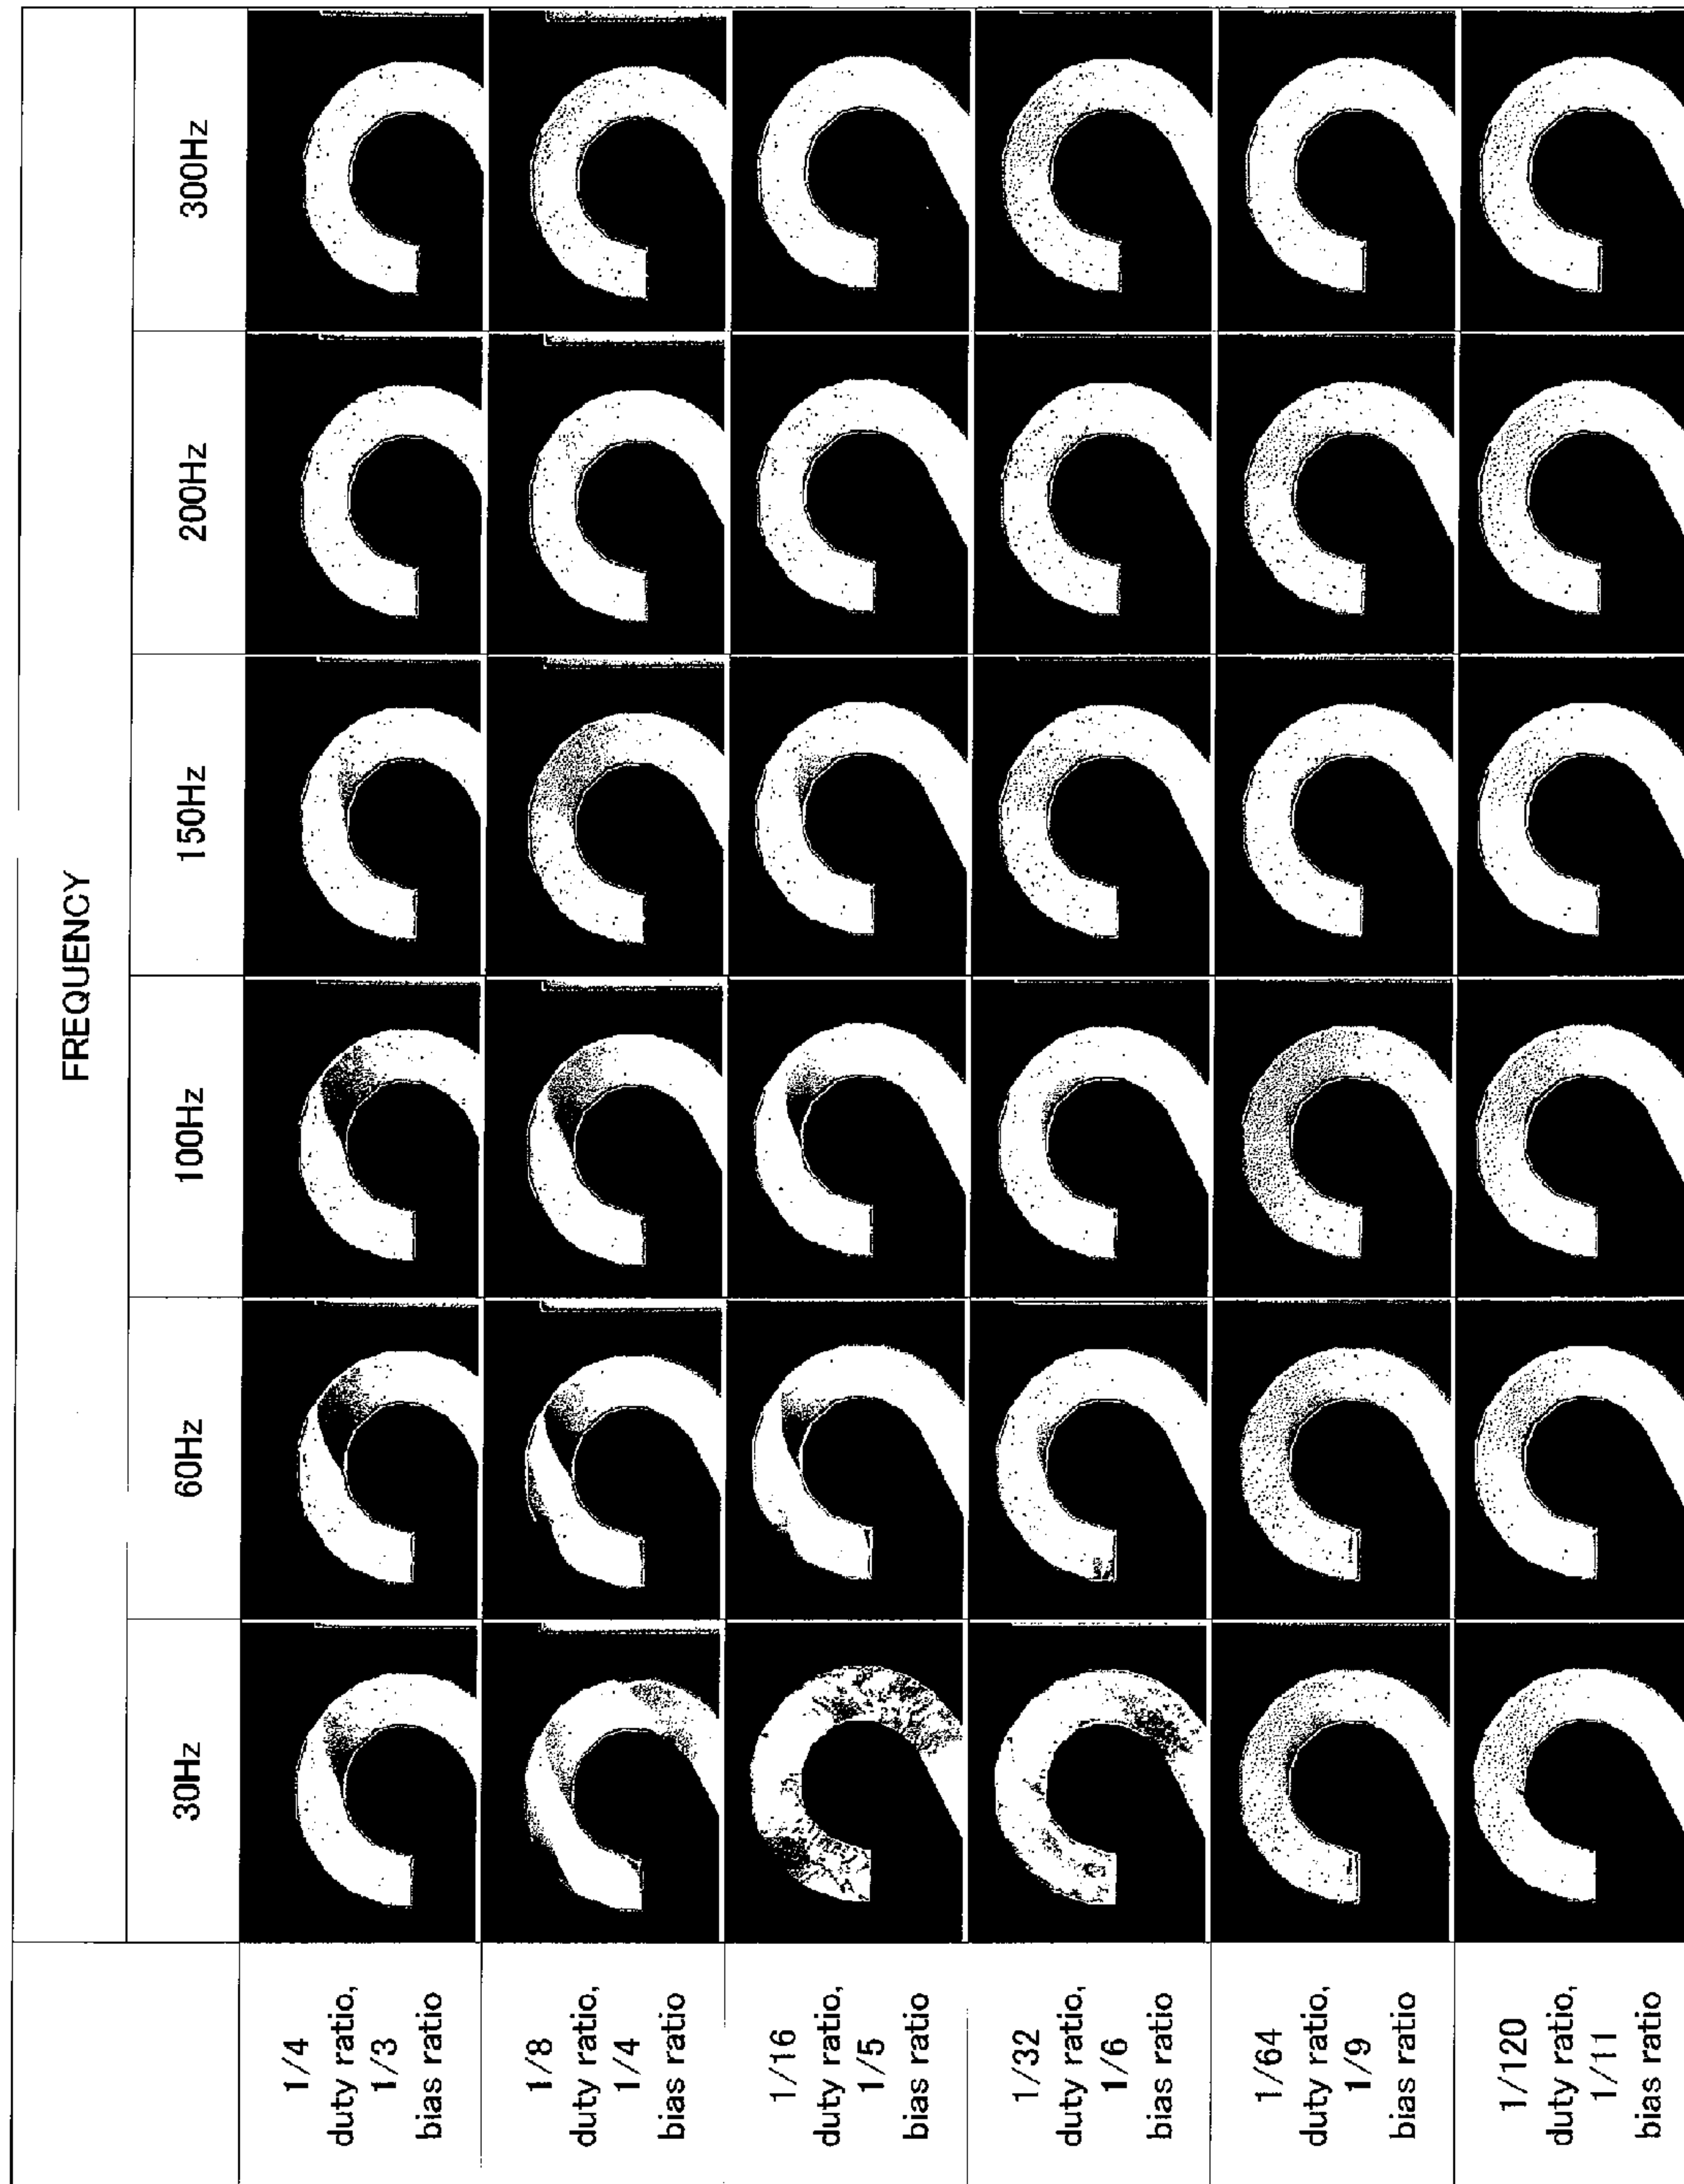 FREQUENCY
30Hz
60Hz
100Hz
150Hz
200Hz
300Hz
1/4
duty ratio,
1/3
bias ratio
1/8
duty ratio,
1/4
bias ratio
1/16
duty ratio,
1/5
bias ratio
1/32
duty ratio,
1/6
bias ratio
1/64
duty ratio,
1/9
bias ratio
1/120
duty ratio,
1/11
bias ratio